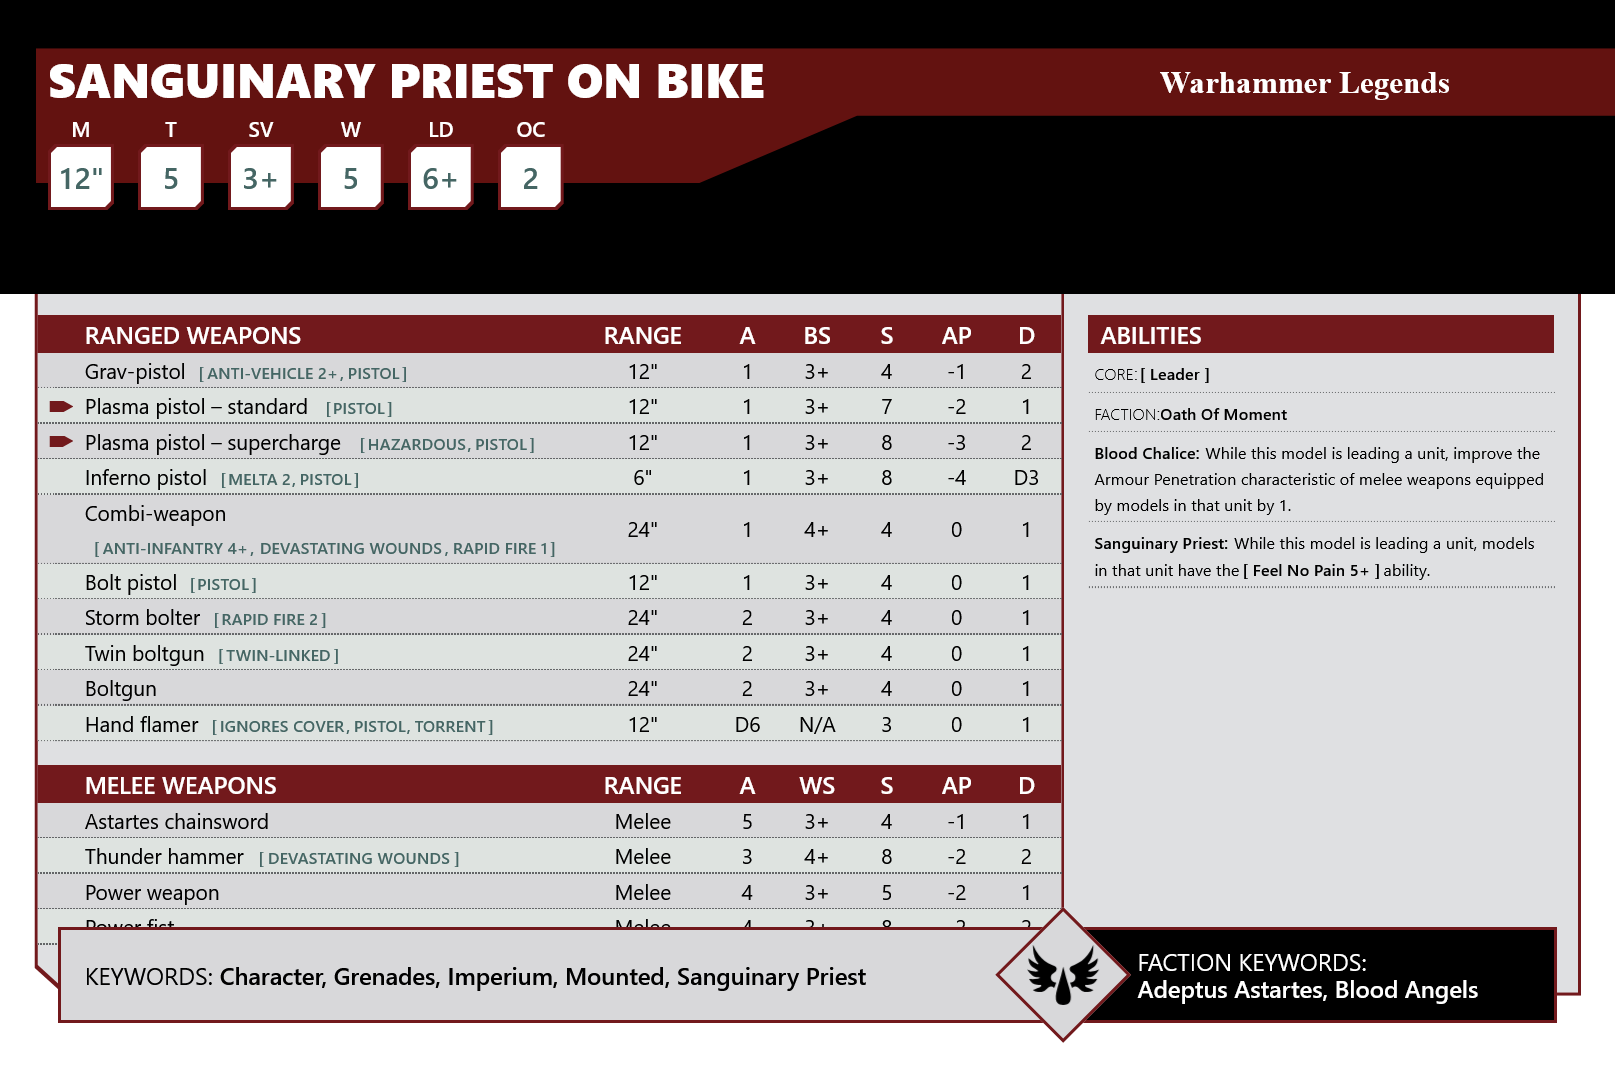 SANGUINARY PRIEST ON BIKE
Warhammer Legends
M T SV W LD OC
12" 5 3+ 5 6+ 2
RANGED WEAPONS RANGE A BS S AP D
Grav-pistol [ANTI-VEHICLE 2+, PISTOL] 12" 1 3+ 4 -1 2
Plasma pistol – standard [PISTOL] 12" 1 3+ 7 -2 1
Plasma pistol – supercharge [HAZARDOUS, PISTOL] 12" 1 3+ 8 -3 2
Inferno pistol [MELTA 2, PISTOL] 6" 1 3+ 8 -4 D3
Combi-weapon
[ANTI-INFANTRY 4+, DEVASTATING WOUNDS, RAPID FIRE 1] 24" 1 4+ 4 0 1
Bolt pistol [PISTOL] 12" 1 3+ 4 0 1
Storm bolter [RAPID FIRE 2] 24" 2 3+ 4 0 1
Twin boltgun [TWIN-LINKED] 24" 2 3+ 4 0 1
Boltgun 24" 2 3+ 4 0 1
Hand flamer [IGNORES COVER, PISTOL, TORRENT] 12" D6 N/A 3 0 1
MELEE WEAPONS RANGE A WS S AP D
Astartes chainsword Melee 5 3+ 4 -1 1
Thunder hammer [DEVASTATING WOUNDS] Melee 3 4+ 8 -2 2
Power weapon Melee 4 3+ 5 -2 1
Power fist Melee 4 3+ 8 -2 2
ABILITIES
CORE: [ Leader ]
FACTION:Oath Of Moment
Blood Chalice: While this model is leading a unit, improve the
Armour Penetration characteristic of melee weapons equipped
by models in that unit by 1.
Sanguinary Priest: While this model is leading a unit, models
in that unit have the [ Feel No Pain 5+ ] ability.
KEYWORDS: Character, Grenades, Imperium, Mounted, Sanguinary Priest
FACTION KEYWORDS:
Adeptus Astartes, Blood Angels